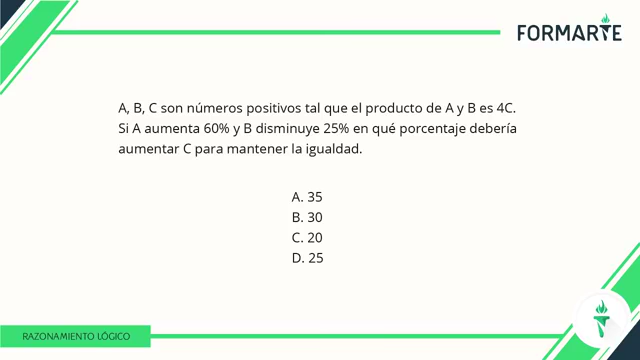 FORMARTE
A, B, C son números positivos tal que el producto de A y B es 4C.
Si A aumenta 60% y B disminuye 25% en qué porcentaje debería
aumentar C para mantener la igualdad.
A. 35
B. 30
C. 20
D. 25
RAZONAMIENTO LÓGICO